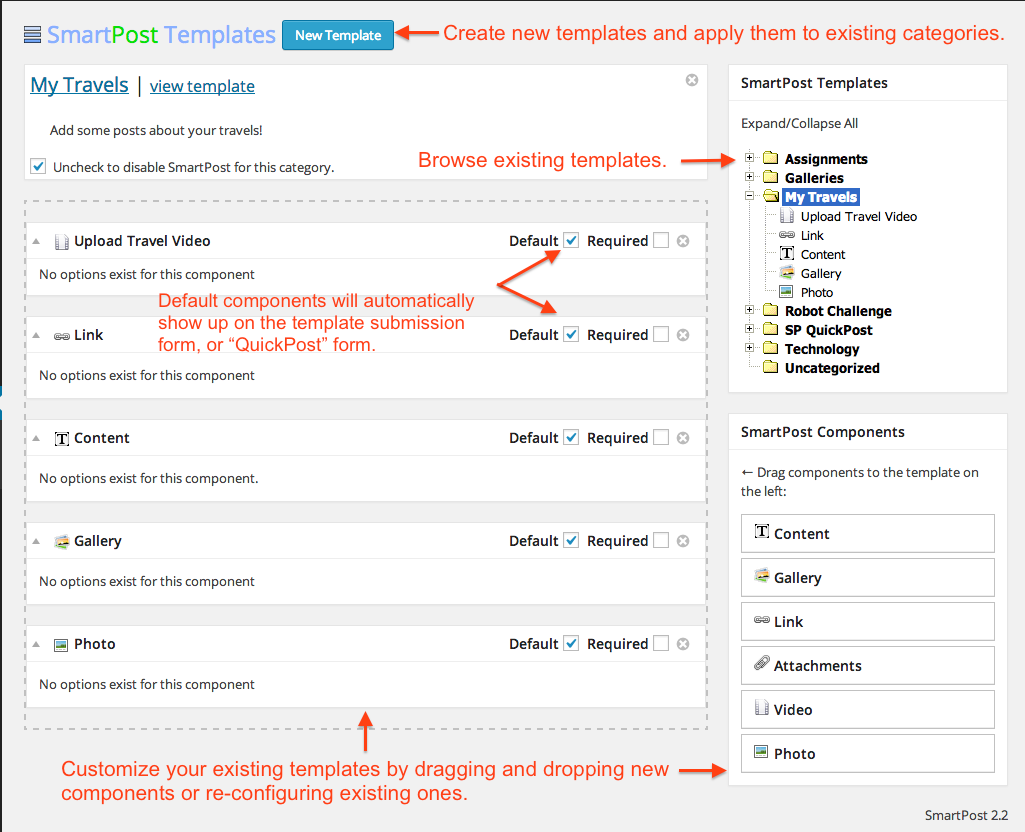 SmartPost Templates New Template Create new templates and apply them to existing categories.
My Travels | view template
Add some posts about your travels!
Uncheck to disable SmartPost for this category.
Browse existing templates.
Upload Travel Video Default Required
No options exist for this component
Default components will automatically
show up on the template submission
form, or “QuickPost” form.
Link Default Required
No options exist for this component
T Content Default Required
No options exist for this component.
Gallery Default Required
No options exist for this component
Photo Default Required
No options exist for this component
Customize your existing templates by dragging and dropping new
components or re-configuring existing ones.
SmartPost Templates
Expand/Collapse All
Assignments
Galleries
My Travels
Upload Travel Video
Link
T Content
Gallery
Photo
Robot Challenge
SP QuickPost
Technology
Uncategorized
SmartPost Components
← Drag components to the template on
the left:
T Content
Gallery
Link
Attachments
Video
Photo
SmartPost 2.2